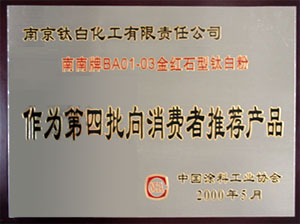 南京钛白化工有限责任公司
南南牌BA01-03金红石型钛白粉
作为第四批向消费者推荐产品
中国涂料工业协会
2000年5月